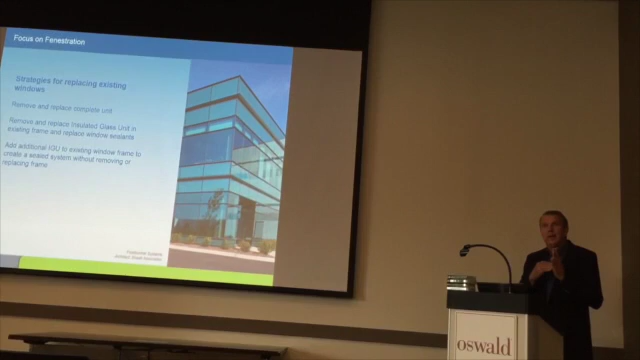 Focus on Fenestration
Strategies for replacing existing
windows
Remove and replace complete unit
Remove and replace Insulated Glass Unit in
existing frame and replace window sealants
Add additional IGU to existing window frame to
create a sealed system without removing or
replacing frame
oswald